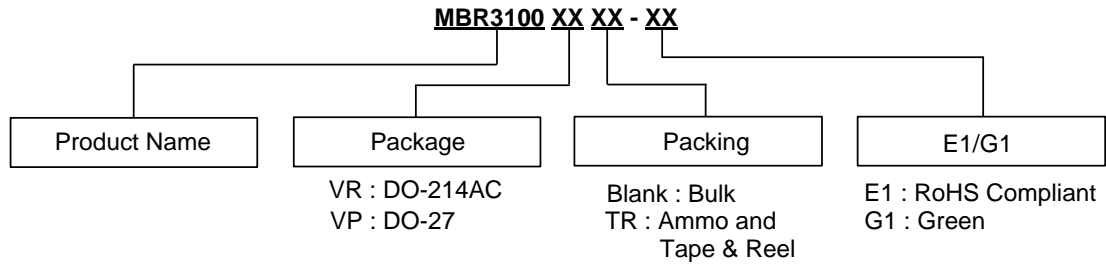 MBR3100 XX XX - XX
Product Name
Package
Packing
E1/G1
VR : DO-214AC
VP : DO-27
Blank : Bulk
TR : Ammo and
Tape & Reel
E1 : RoHS Compliant
G1 : Green